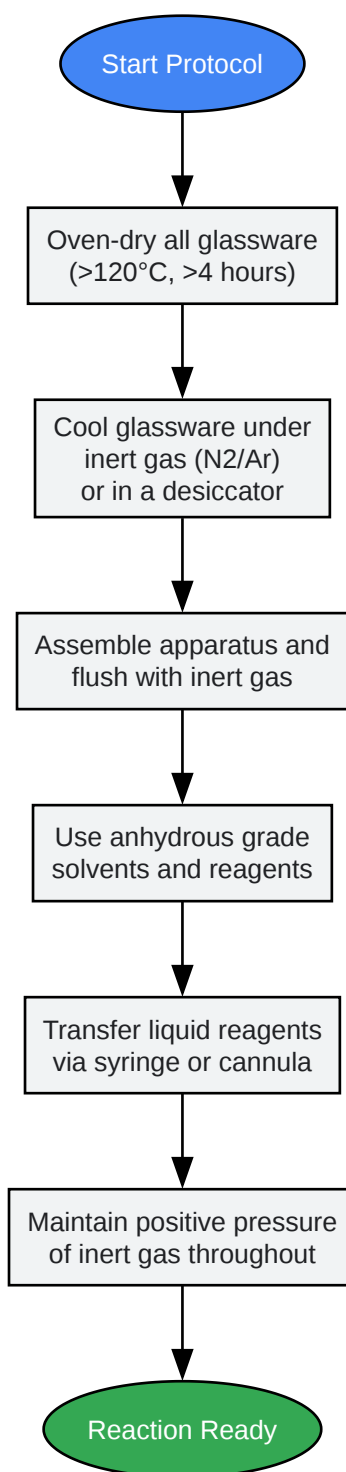 Start Protocol
Oven-dry all glassware
(>120°C, >4 hours)
Cool glassware under
inert gas (N2/Ar)
or in a desiccator
Assemble apparatus and
flush with inert gas
Use anhydrous grade
solvents and reagents
Transfer liquid reagents
via syringe or cannula
Maintain positive pressure
of inert gas throughout
Reaction Ready